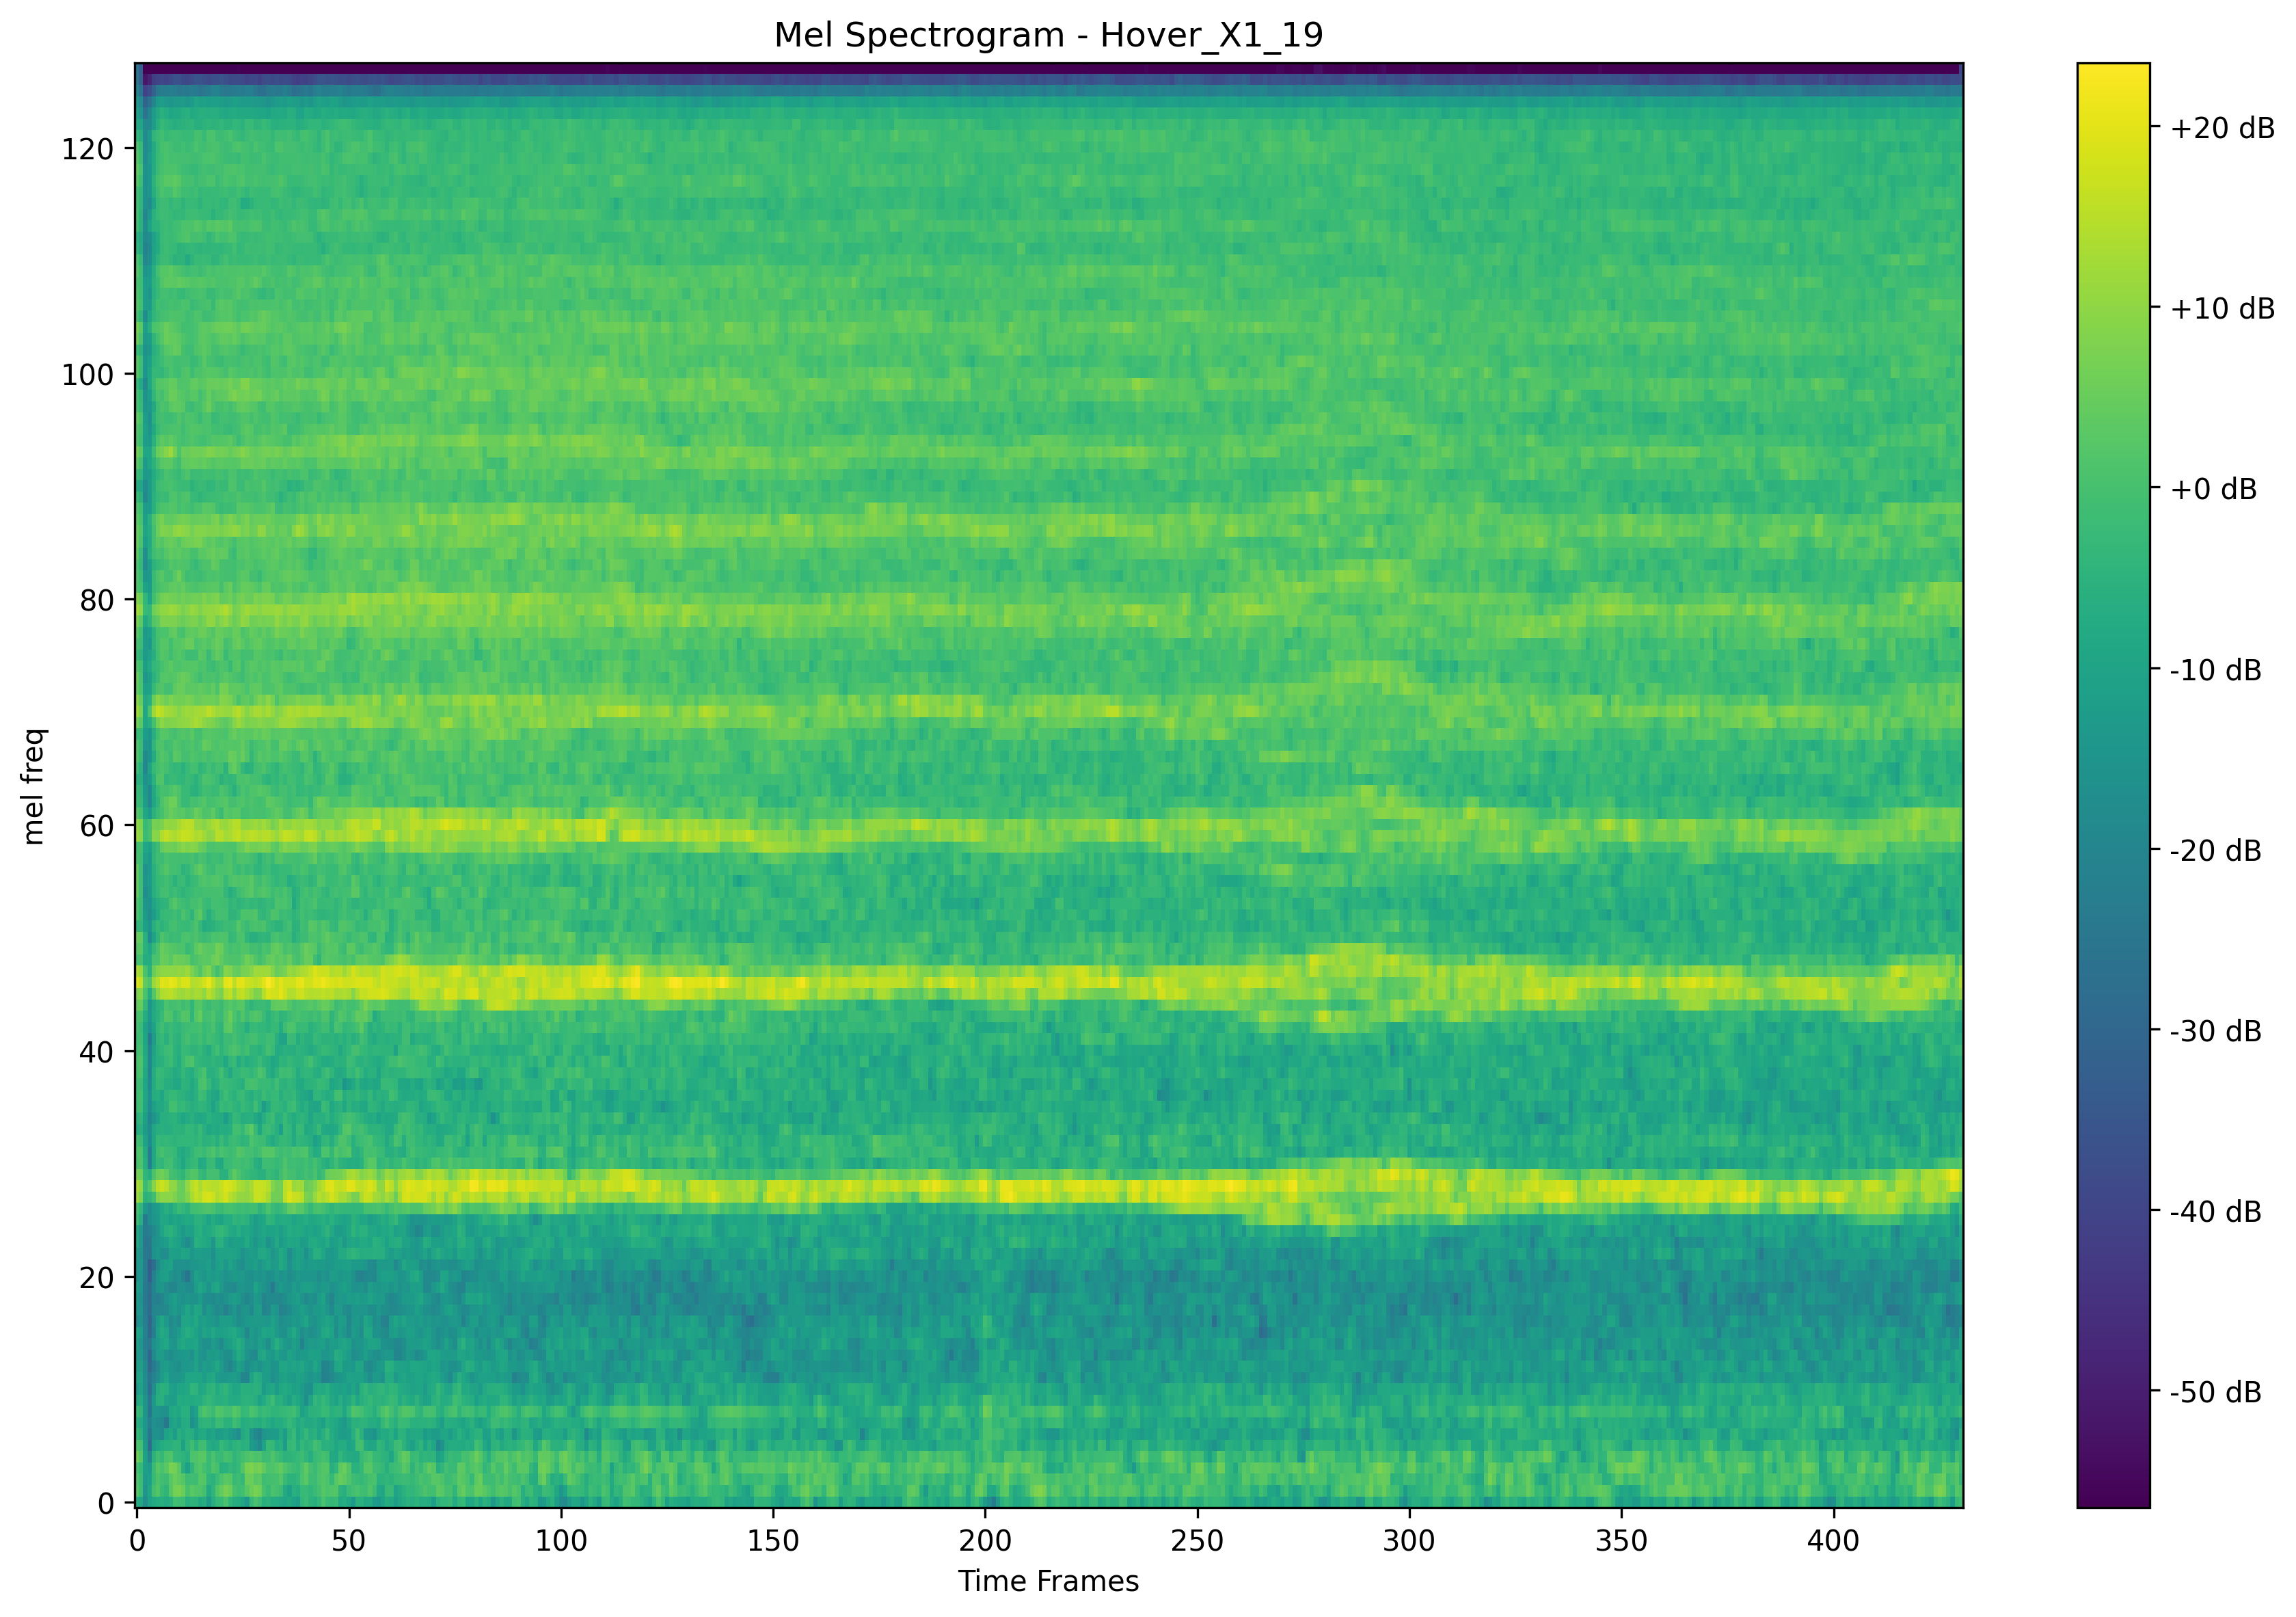 Mel Spectrogram - Hover_X1_19
mel freq
120
100
80
60
40
20
0
0 50 100 150 200 250 300 350 400
Time Frames
+20 dB
+10 dB
+0 dB
-10 dB
-20 dB
-30 dB
-40 dB
-50 dB